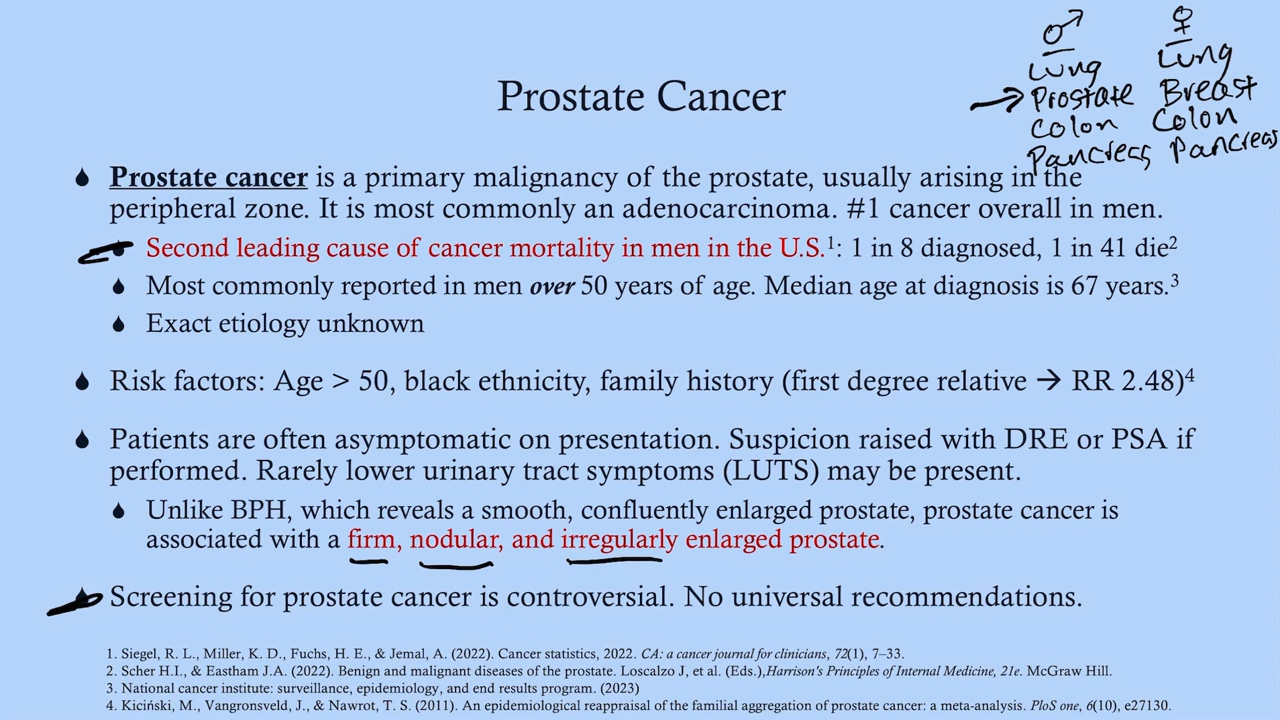 ♂ ♀
Lung Lung
Prostate Breast
Colon Colon
Pancreas Pancreas
Prostate Cancer
Prostate cancer is a primary malignancy of the prostate, usually arising in the
peripheral zone. It is most commonly an adenocarcinoma. #1 cancer overall in men.
Second leading cause of cancer mortality in men in the U.S.¹: 1 in 8 diagnosed, 1 in 41 die²
Most commonly reported in men over 50 years of age. Median age at diagnosis is 67 years.³
Exact etiology unknown
Risk factors: Age > 50, black ethnicity, family history (first degree relative → RR 2.48)⁴
Patients are often asymptomatic on presentation. Suspicion raised with DRE or PSA if
performed. Rarely lower urinary tract symptoms (LUTS) may be present.
Unlike BPH, which reveals a smooth, confluently enlarged prostate, prostate cancer is
associated with a firm, nodular, and irregularly enlarged prostate.
Screening for prostate cancer is controversial. No universal recommendations.
1. Siegel, R. L., Miller, K. D., Fuchs, H. E., & Jemal, A. (2022). Cancer statistics, 2022. CA: a cancer journal for clinicians, 72(1), 7–33.
2. Scher H.I., & Eastham J.A. (2022). Benign and malignant diseases of the prostate. Loscalzo J, et al. (Eds.),Harrison's Principles of Internal Medicine, 21e. McGraw Hill.
3. National cancer institute: surveillance, epidemiology, and end results program. (2023)
4. Kiciński, M., Vangronsveld, J., & Nawrot, T. S. (2011). An epidemiological reappraisal of the familial aggregation of prostate cancer: a meta-analysis. PloS one, 6(10), e27130.